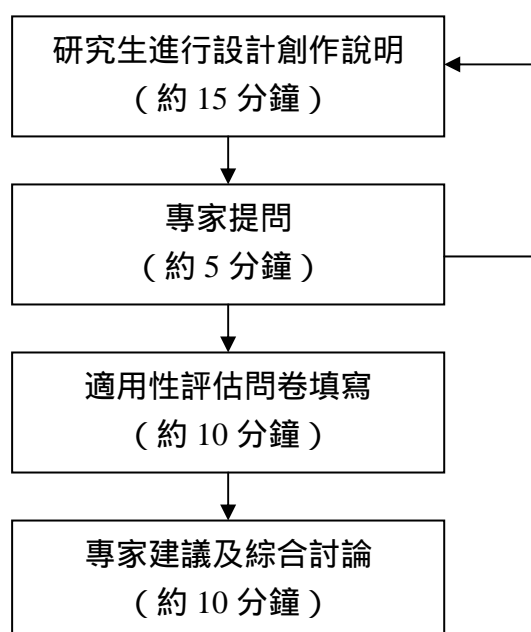 研究生進行設計創作說明
（約 15 分鐘）
專家提問
（約 5 分鐘）
適用性評估問卷填寫
（約 10 分鐘）
專家建議及綜合討論
（約 10 分鐘）